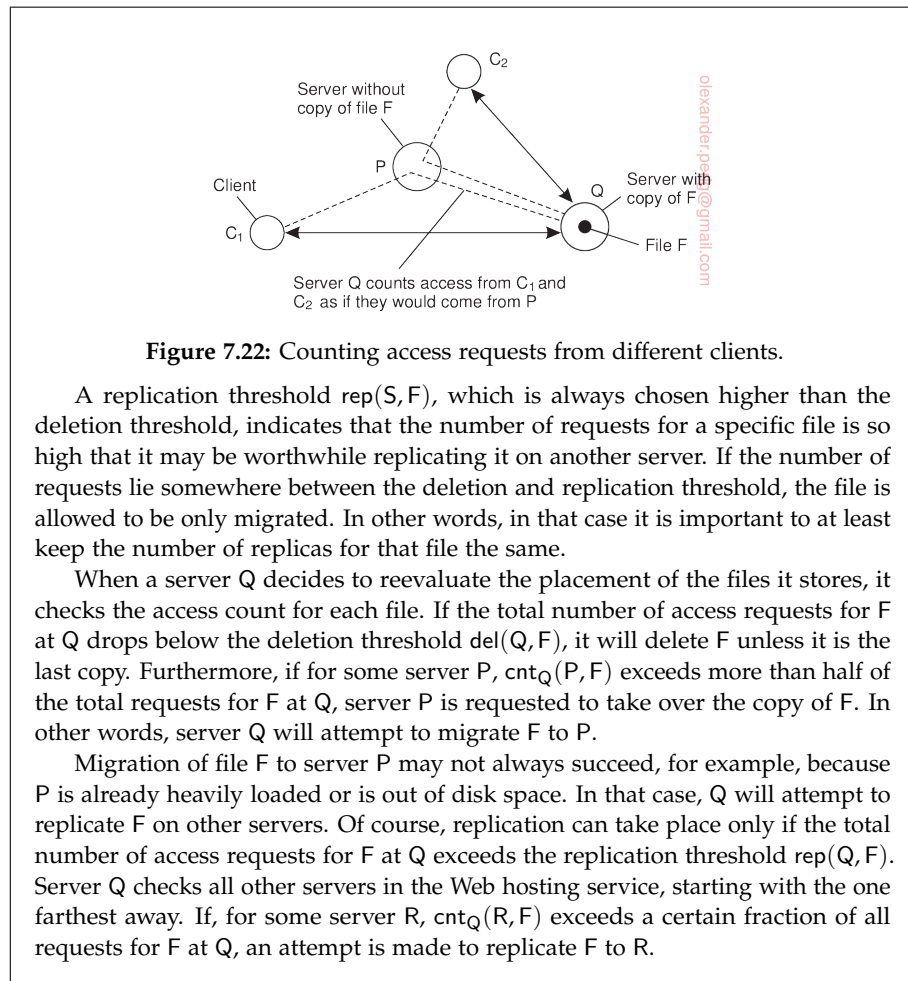 C2
Server without
copy of file F
P
Client
Q
Server with
copy of F
C1
File F
Server Q counts access from C1 and
C2 as if they would come from P
Figure 7.22: Counting access requests from different clients.
A replication threshold rep(S, F), which is always chosen higher than the
deletion threshold, indicates that the number of requests for a specific file is so
high that it may be worthwhile replicating it on another server. If the number of
requests lie somewhere between the deletion and replication threshold, the file is
allowed to be only migrated. In other words, in that case it is important to at least
keep the number of replicas for that file the same.
When a server Q decides to reevaluate the placement of the files it stores, it
checks the access count for each file. If the total number of access requests for F
at Q drops below the deletion threshold del(Q, F), it will delete F unless it is the
last copy. Furthermore, if for some server P, cntQ(P, F) exceeds more than half of
the total requests for F at Q, server P is requested to take over the copy of F. In
other words, server Q will attempt to migrate F to P.
Migration of file F to server P may not always succeed, for example, because
P is already heavily loaded or is out of disk space. In that case, Q will attempt to
replicate F on other servers. Of course, replication can take place only if the total
number of access requests for F at Q exceeds the replication threshold rep(Q, F).
Server Q checks all other servers in the Web hosting service, starting with the one
farthest away. If, for some server R, cntQ(R, F) exceeds a certain fraction of all
requests for F at Q, an attempt is made to replicate F to R.